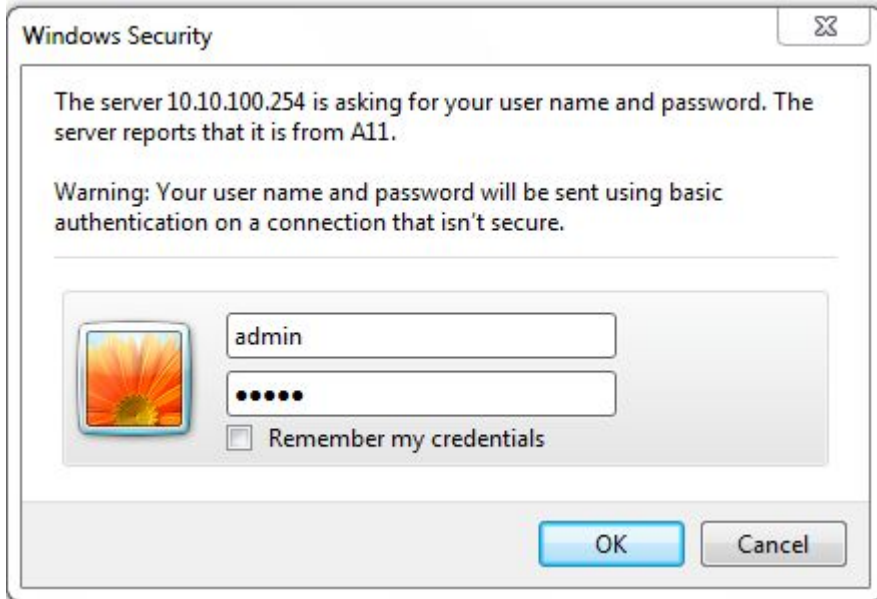 Windows Security
The server 10.10.100.254 is asking for your user name and password. The
server reports that it is from A11.
Warning: Your user name and password will be sent using basic
authentication on a connection that isn't secure.
admin
●●●●●
Remember my credentials
OK
Cancel